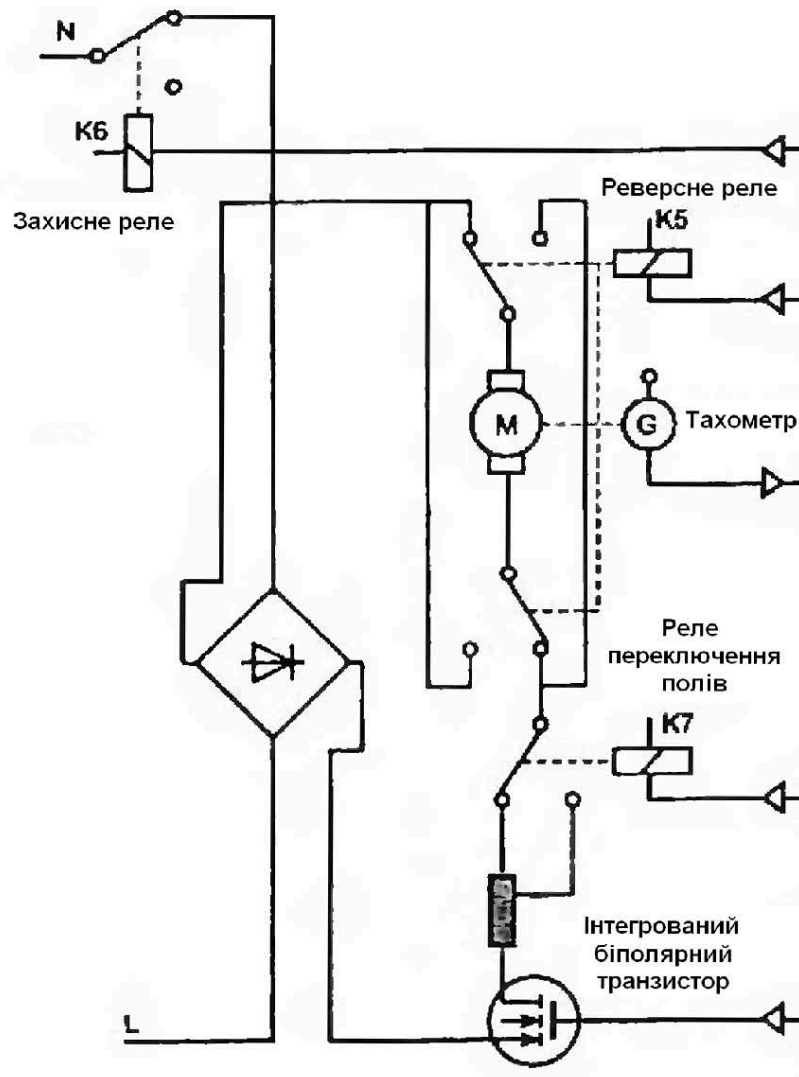 N
K6
Захисне реле
Реверсне реле
K5
M
G
Тахометр
Реле
переключення
полів
K7
Інтегрований
біполярний
транзистор
L